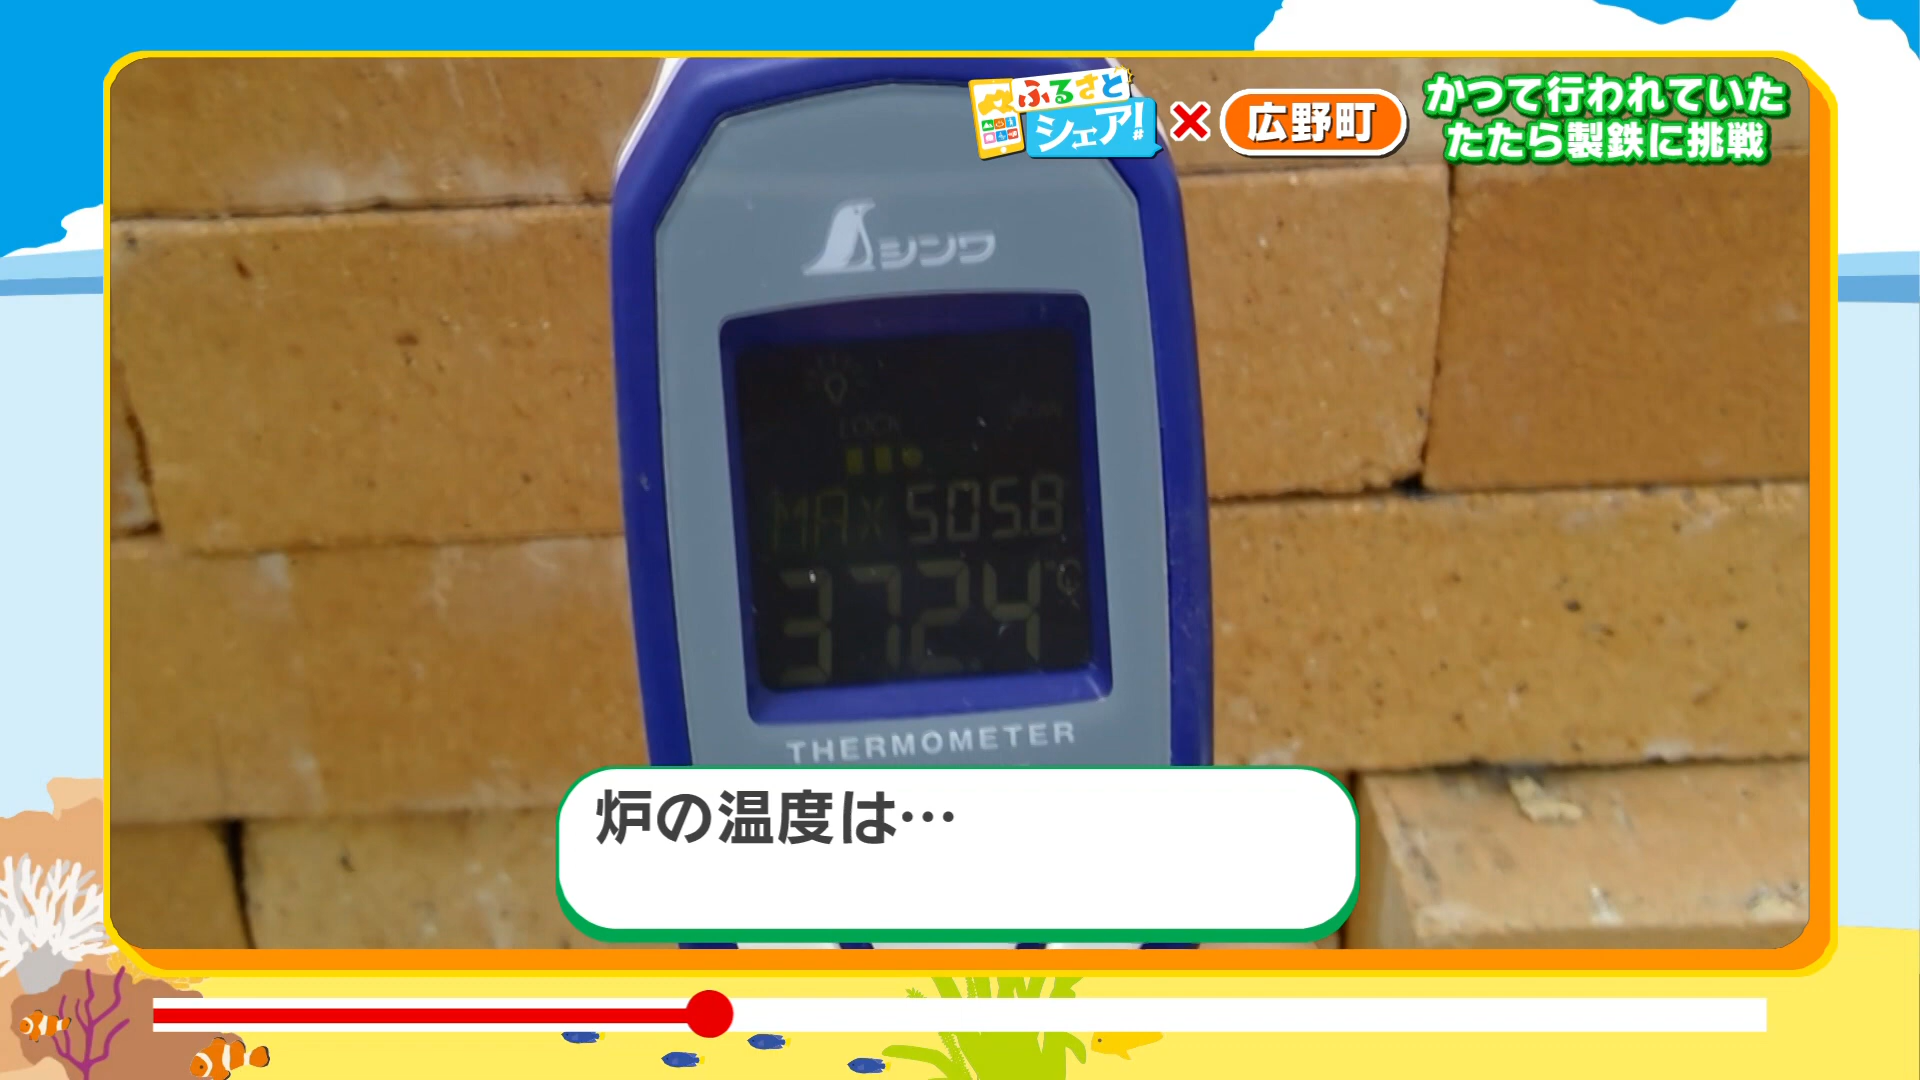 ふるさと
シェア!
#
×
広野町
かつて行われていた
たたら製鉄に挑戦
シンワ
LOCK
MAX 505.8
372.4 ℃
THERMOMETER
炉の温度は…